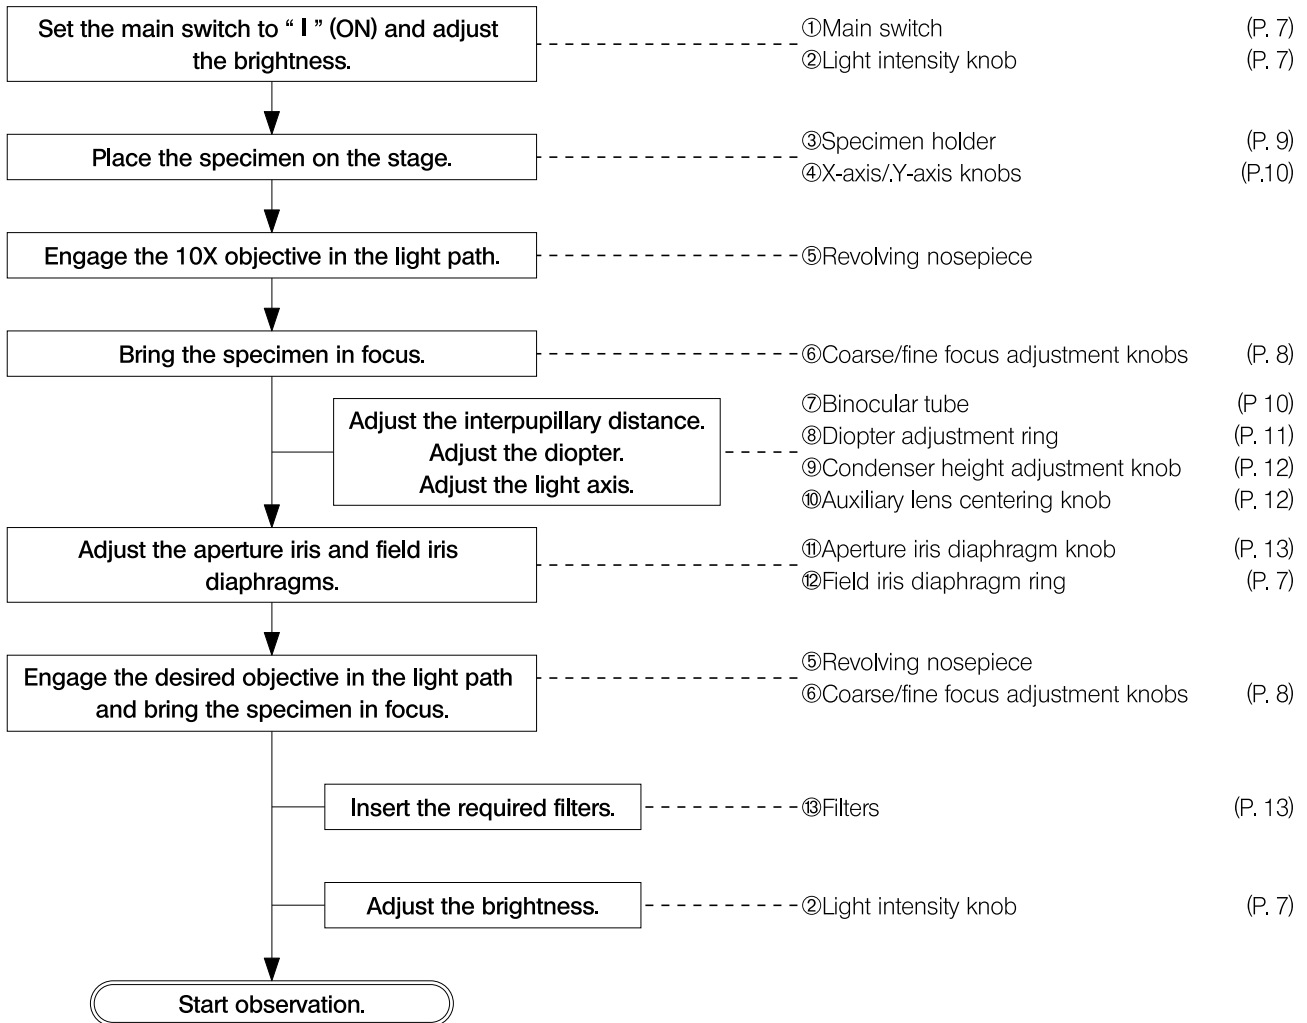 Set the main switch to “ I ” (ON) and adjust
the brightness.
①Main switch (P. 7)
②Light intensity knob (P. 7)
Place the specimen on the stage.
③Specimen holder (P. 9)
④X-axis/.Y-axis knobs (P.10)
Engage the 10X objective in the light path.
⑤Revolving nosepiece
Bring the specimen in focus.
⑥Coarse/fine focus adjustment knobs (P. 8)
Adjust the interpupillary distance.
Adjust the diopter.
Adjust the light axis.
⑦Binocular tube (P 10)
⑧Diopter adjustment ring (P. 11)
⑨Condenser height adjustment knob (P. 12)
⑩Auxiliary lens centering knob (P. 12)
Adjust the aperture iris and field iris
diaphragms.
⑪Aperture iris diaphragm knob (P. 13)
⑫Field iris diaphragm ring (P. 7)
Engage the desired objective in the light path
and bring the specimen in focus.
⑤Revolving nosepiece
⑥Coarse/fine focus adjustment knobs (P. 8)
Insert the required filters.
⑬Filters (P. 13)
Adjust the brightness.
②Light intensity knob (P. 7)
Start observation.